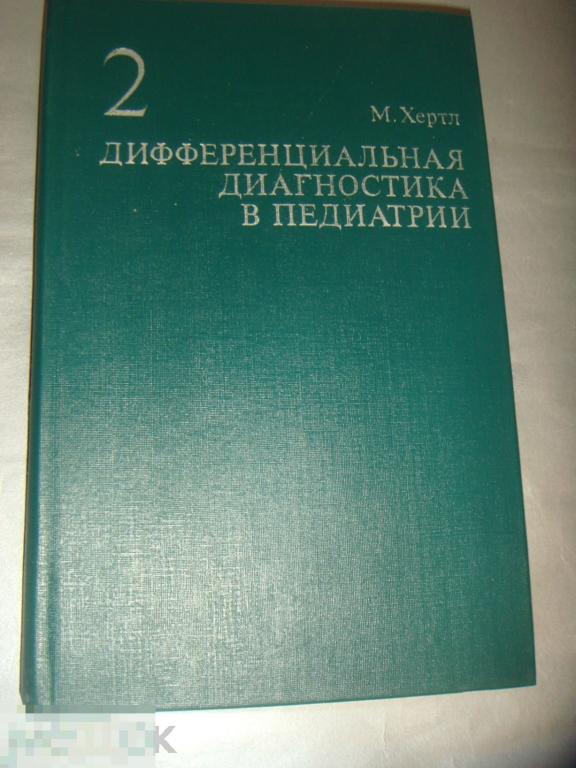 2
М. Хертл
ДИФФЕРЕНЦИАЛЬНАЯ
ДИАГНОСТИКА
В ПЕДИАТРИИ